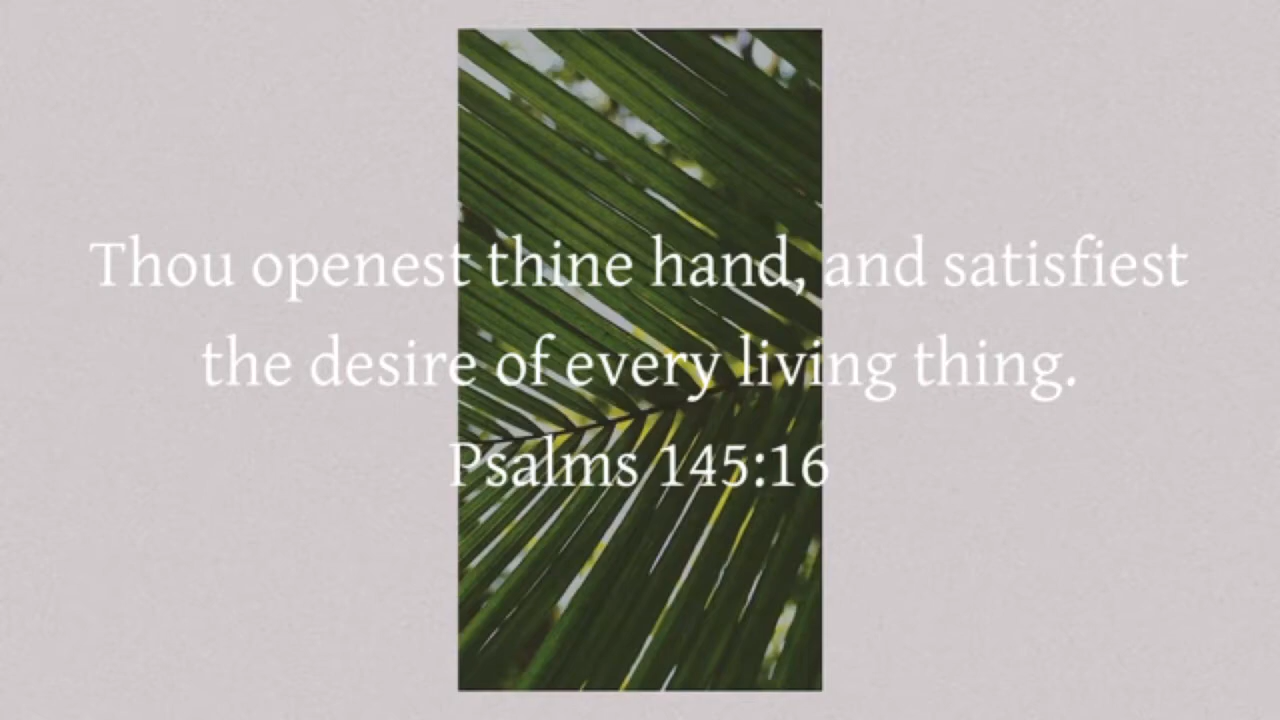 Thou openest thine hand, and satisfiest
the desire of every living thing.
Psalms 145:16